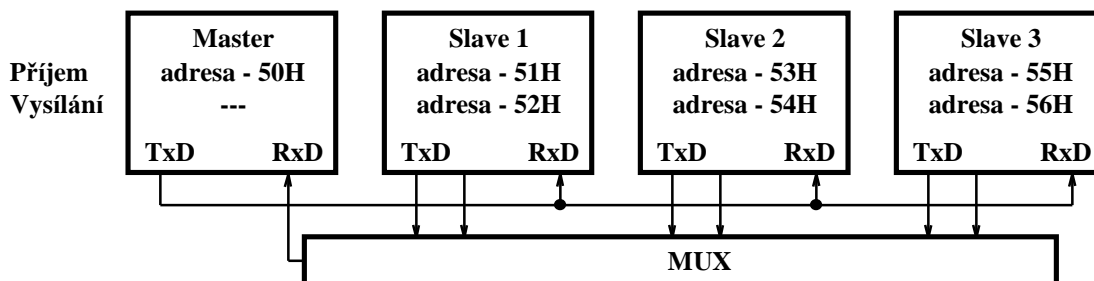 Master Slave 1 Slave 2 Slave 3
Příjem adresa - 50H adresa - 51H adresa - 53H adresa - 55H
Vysílání --- adresa - 52H adresa - 54H adresa - 56H
TxD RxD TxD RxD TxD RxD TxD RxD
MUX